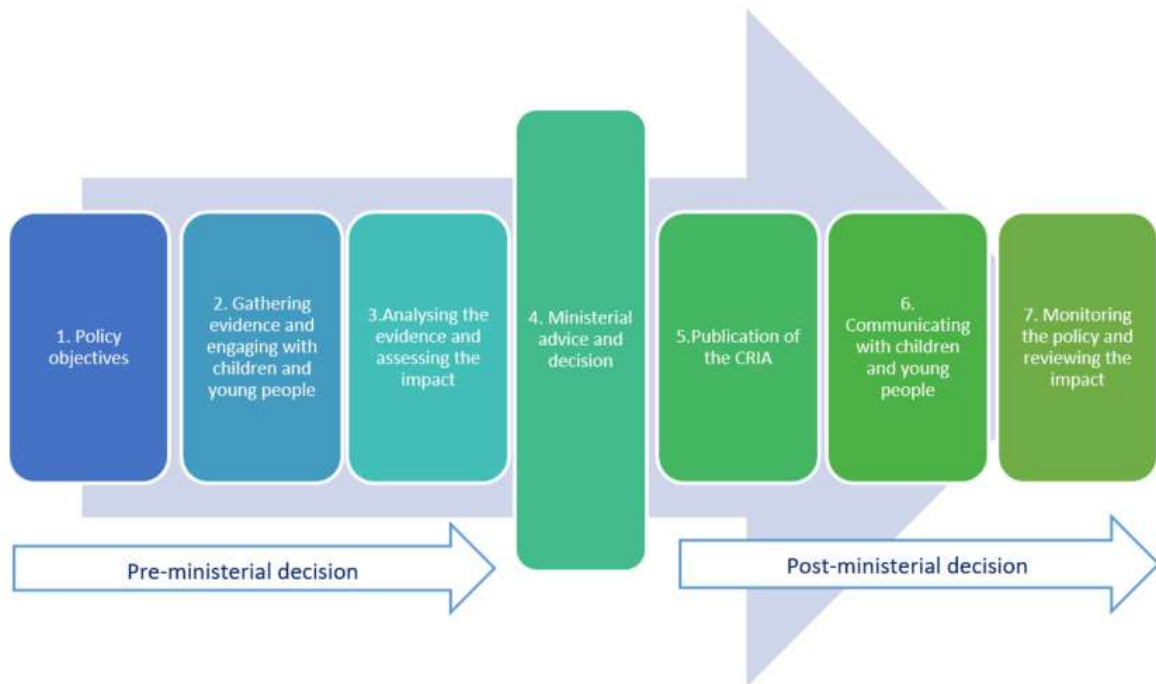 1. Policy
objectives
2. Gathering
evidence and
engaging with
children and
young people
3.Analysing the
evidence and
assessing the
impact
4. Ministerial
advice and
decision
5.Publication of
the CRIA
6.
Communicating
with children
and young
people
7. Monitoring
the policy and
reviewing the
impact
Pre-ministerial decision
Post-ministerial decision